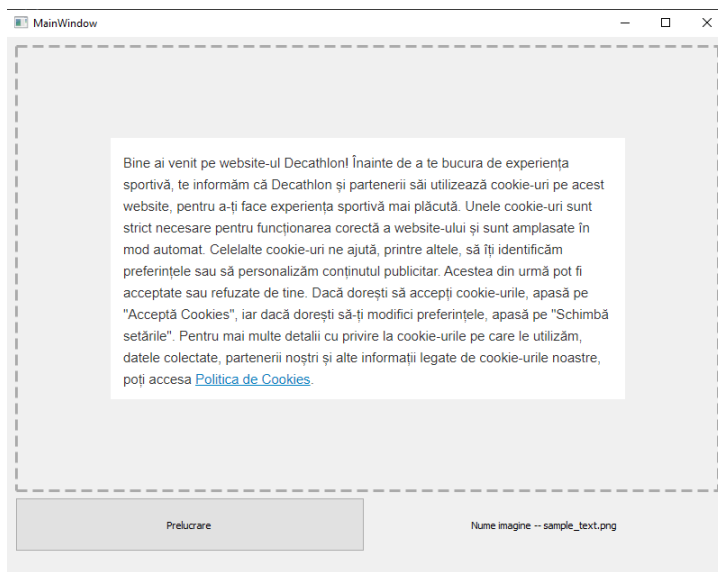 MainWindow
Bine ai venit pe website-ul Decathlon! Înainte de a te bucura de experiența
sportivă, te informăm că Decathlon și partenerii săi utilizează cookie-uri pe acest
website, pentru a-ți face experiența sportivă mai plăcută. Unele cookie-uri sunt
strict necesare pentru funcționarea corectă a website-ului și sunt amplasate în
mod automat. Celelalte cookie-uri ne ajută, printre altele, să îți identificăm
preferințele sau să personalizăm conținutul publicitar. Acestea din urmă pot fi
acceptate sau refuzate de tine. Dacă dorești să accepți cookie-urile, apasă pe
"Acceptă Cookies", iar dacă dorești să-ți modifici preferințele, apasă pe "Schimbă
setările". Pentru mai multe detalii cu privire la cookie-urile pe care le utilizăm,
datele colectate, partenerii noștri și alte informații legate de cookie-urile noastre,
poți accesa Politica de Cookies.
Prelucrare
Nume imagine -- sample_text.png